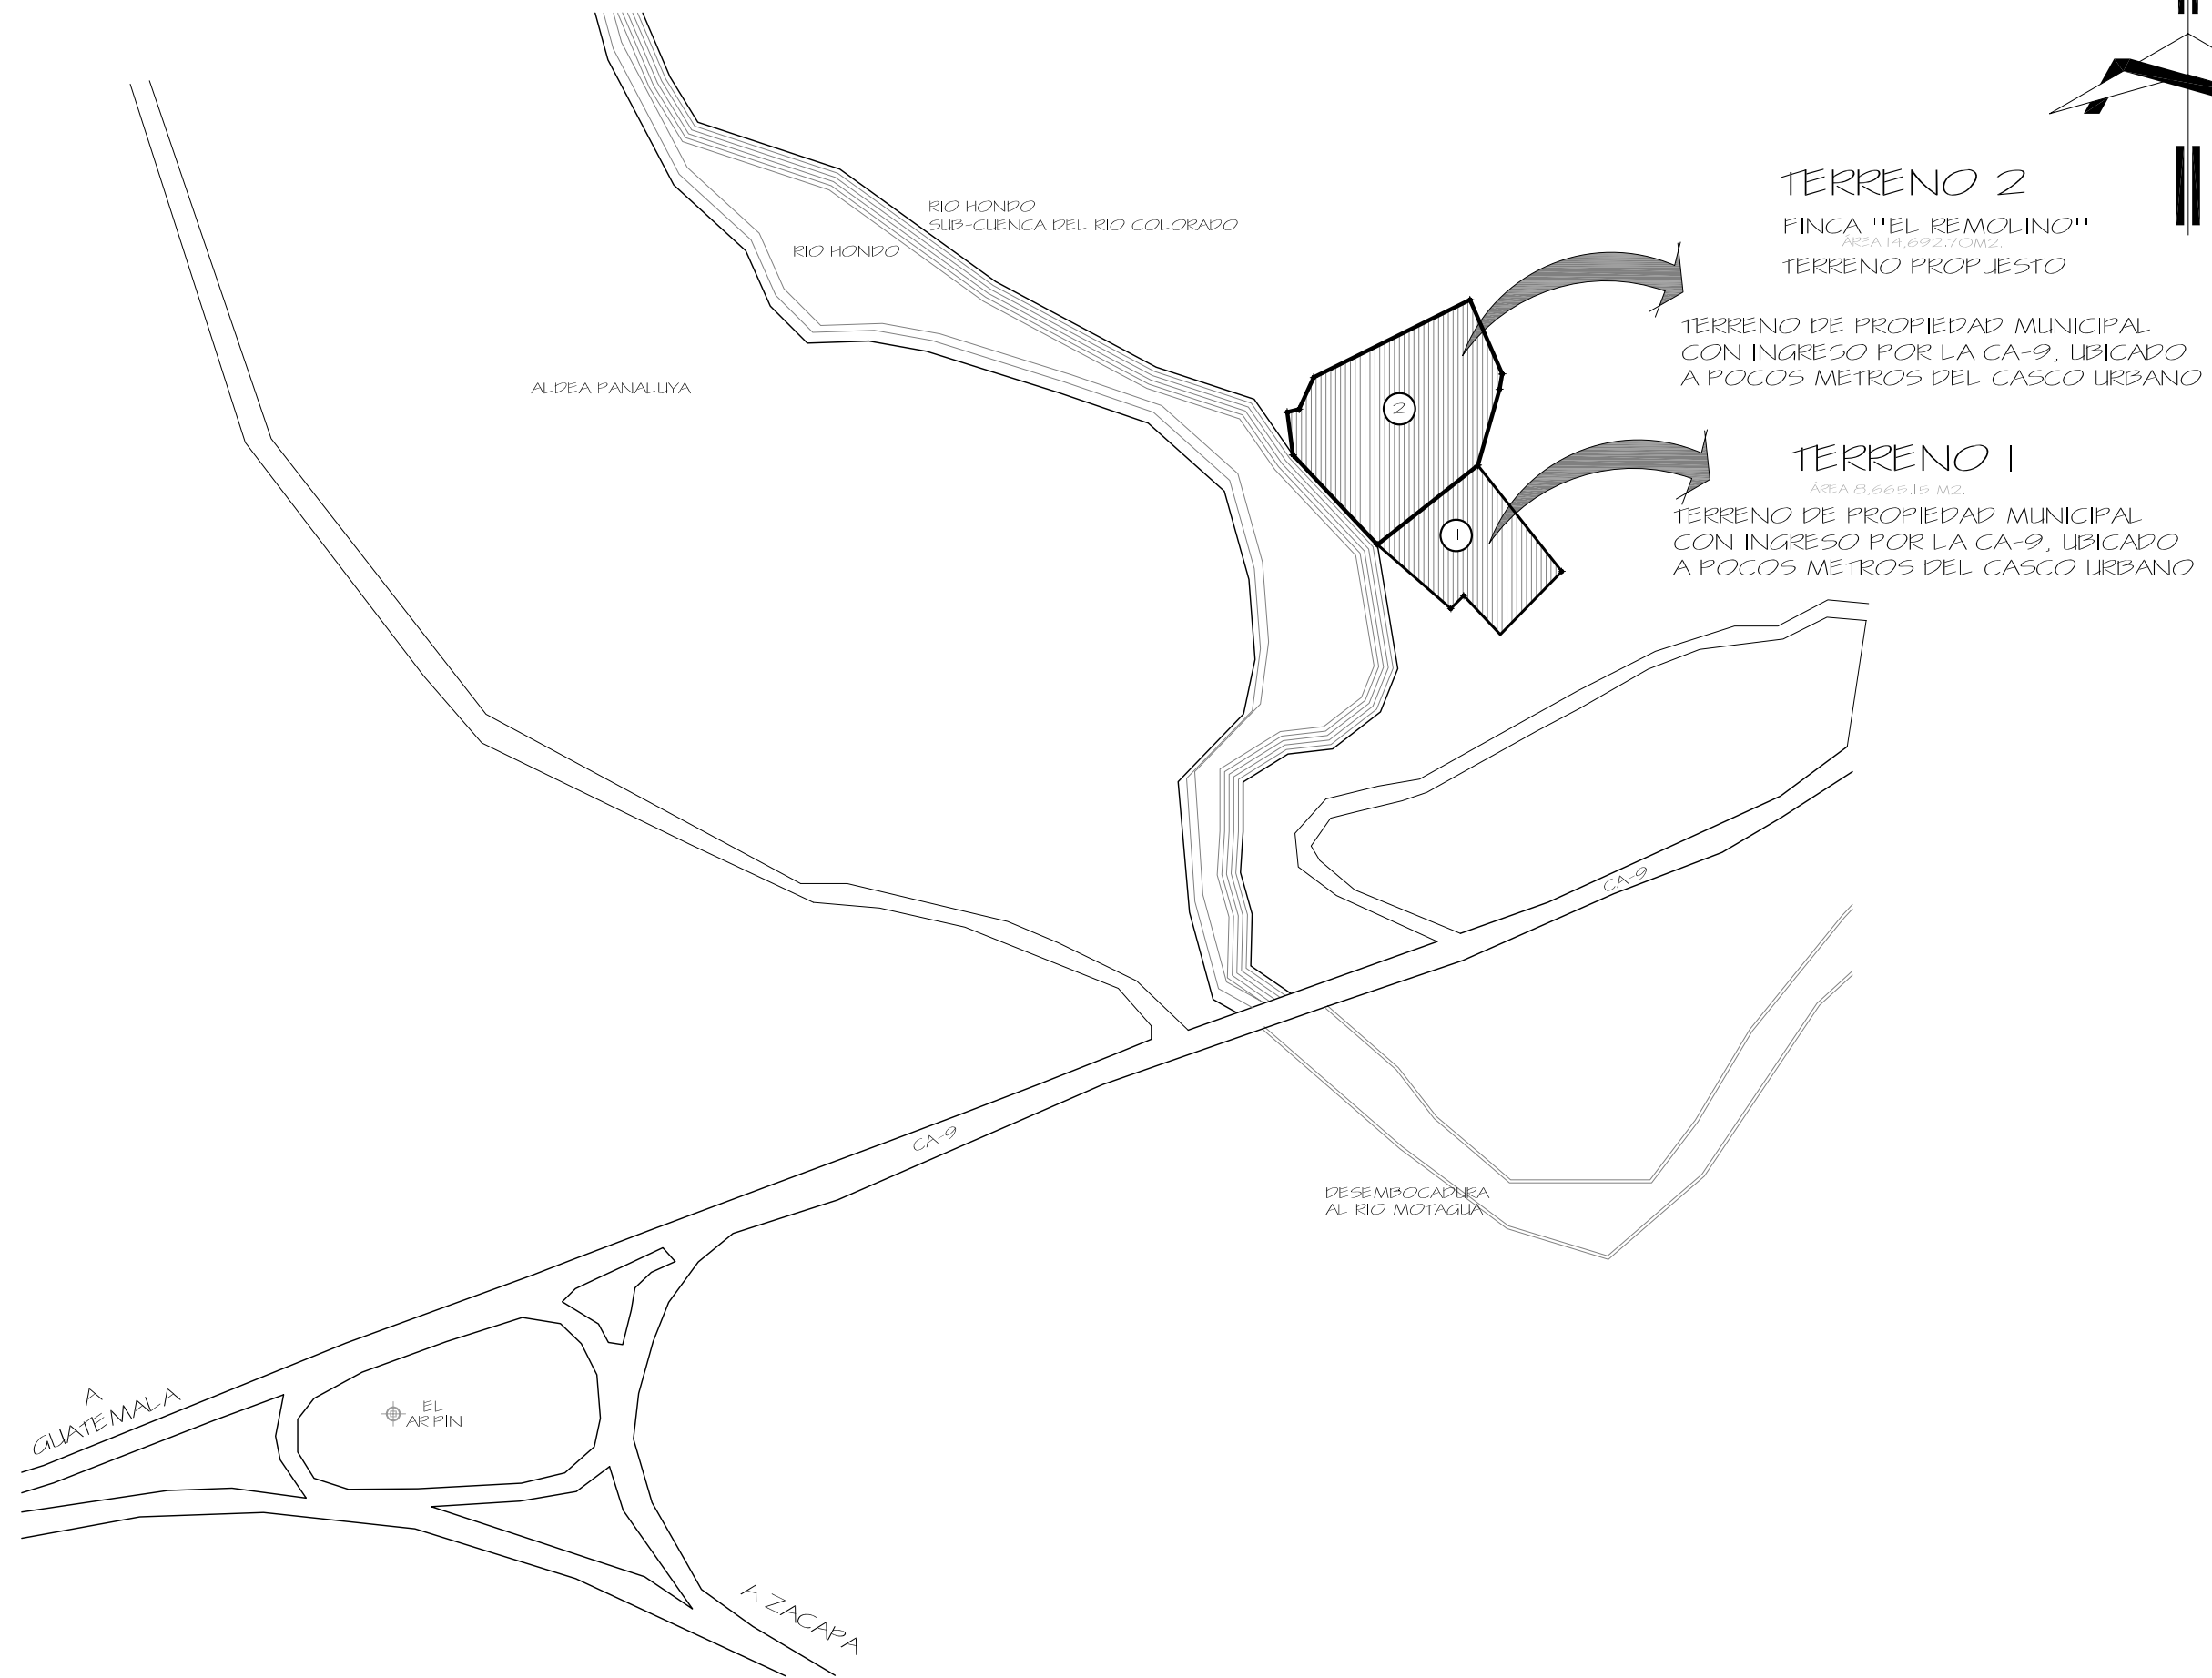 TERRENO 2
FINCA "EL REMOLINO"
ÁREA 14,692.70M2.
TERRENO PROPUESTO
TERRENO DE PROPIEDAD MUNICIPAL
CON INGRESO POR LA CA-9, UBICADO
A POCOS METROS DEL CASCO URBANO
RIO HONDO
SUB-CUENCA DEL RIO COLORADO
RIO HONDO
ALDEA PANALUYA
2
TERRENO 1
ÁREA 8,665.15 M2.
TERRENO DE PROPIEDAD MUNICIPAL
CON INGRESO POR LA CA-9, UBICADO
A POCOS METROS DEL CASCO URBANO
1
CA-9
CA-9
DESEMBOCADURA
AL RIO MOTAGUA
A
GUATEMALA
EL
ARIPIN
A ZACAPA